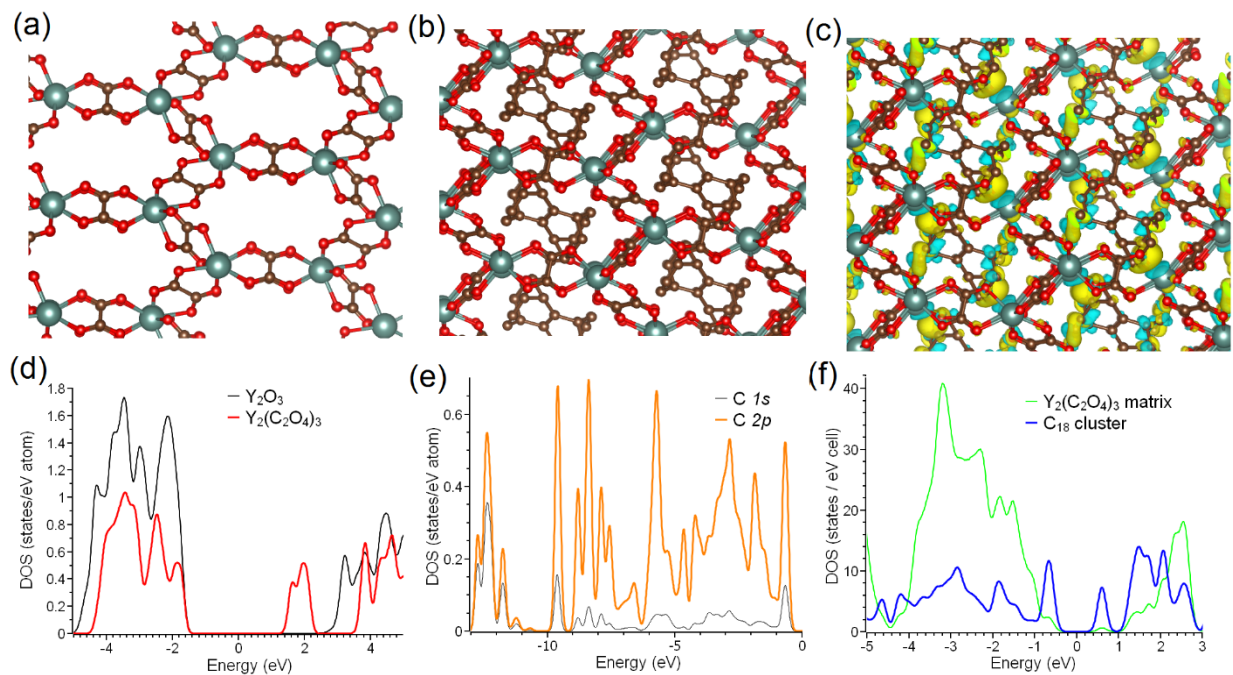 (a)
(b)
(c)
(d)
1.8
1.6
1.4
1.2
1
0.8
0.6
0.4
0.2
0
DOS (states/eV atom)
Y₂O₃
Y₂(C₂O₄)₃
-4
-2
0
2
4
Energy (eV)
(e)
0.6
0.4
0.2
0
DOS (states/eV atom)
C 1s
C 2p
-10
-5
0
Energy (eV)
(f)
40
30
20
10
0
DOS (states / eV cell)
Y₂(C₂O₄)₃ matrix
C₁₈ cluster
-5
-4
-3
-2
-1
0
1
2
3
Energy (eV)